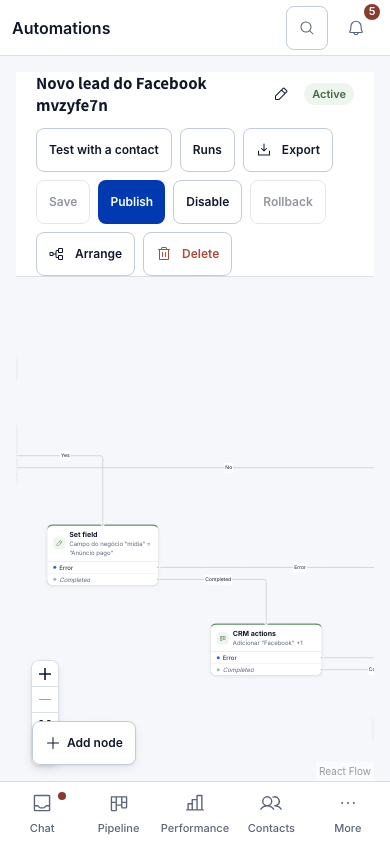 Automations
5
Novo lead do Facebook
mvzyfe7n
Active
Test with a contact
Runs
Export
Save
Publish
Disable
Rollback
Arrange
Delete
Yes
No
Set field
Campo do negócio "midia" =
"Anúncio pago"
Error
Error
Completed
Completed
CRM actions
Adicionar "Facebook" +1
Error
Completed
Add node
React Flow
Chat
Pipeline
Performance
Contacts
More